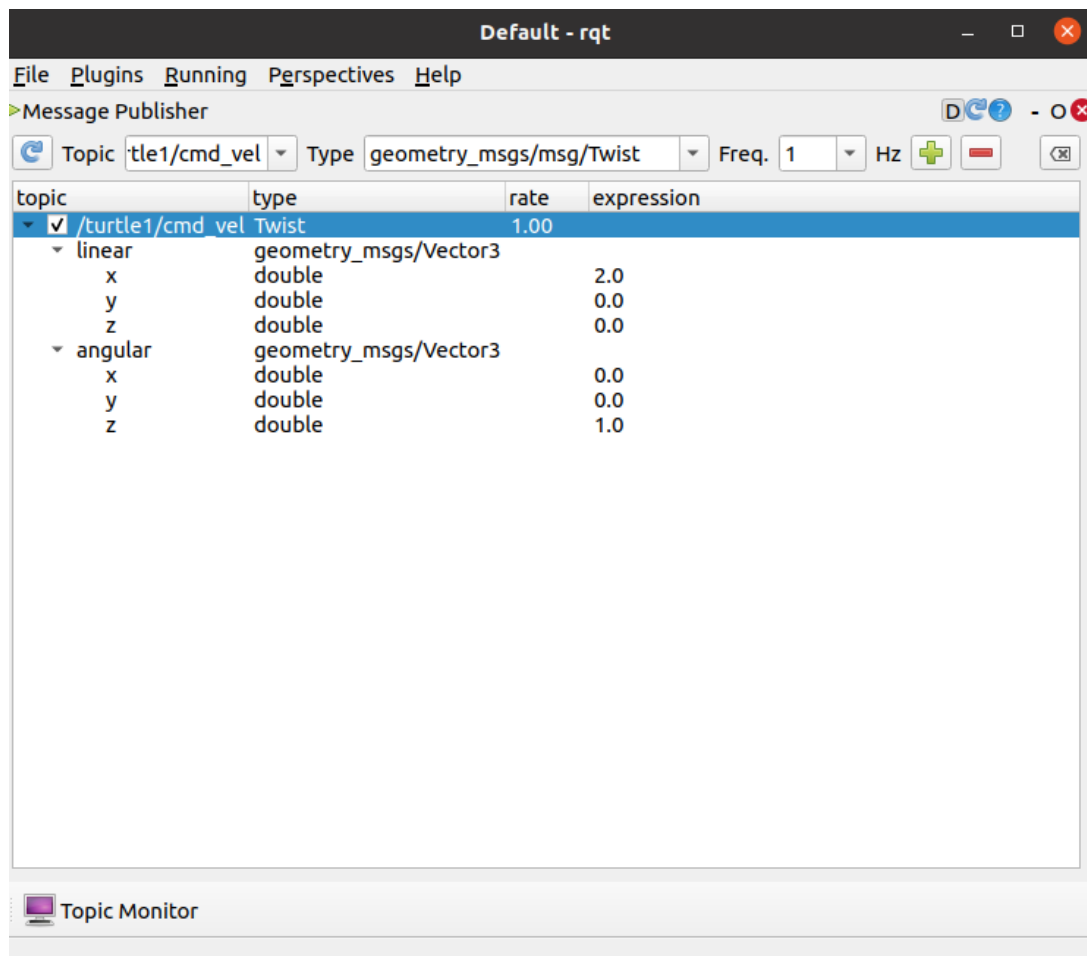 Default - rqt
File Plugins Running Perspectives Help
Message Publisher D ? - O
Topic tle1/cmd_vel Type geometry_msgs/msg/Twist Freq. 1 Hz
topic type rate expression
/turtle1/cmd_vel Twist 1.00
linear geometry_msgs/Vector3
x double 2.0
y double 0.0
z double 0.0
angular geometry_msgs/Vector3
x double 0.0
y double 0.0
z double 1.0
Topic Monitor